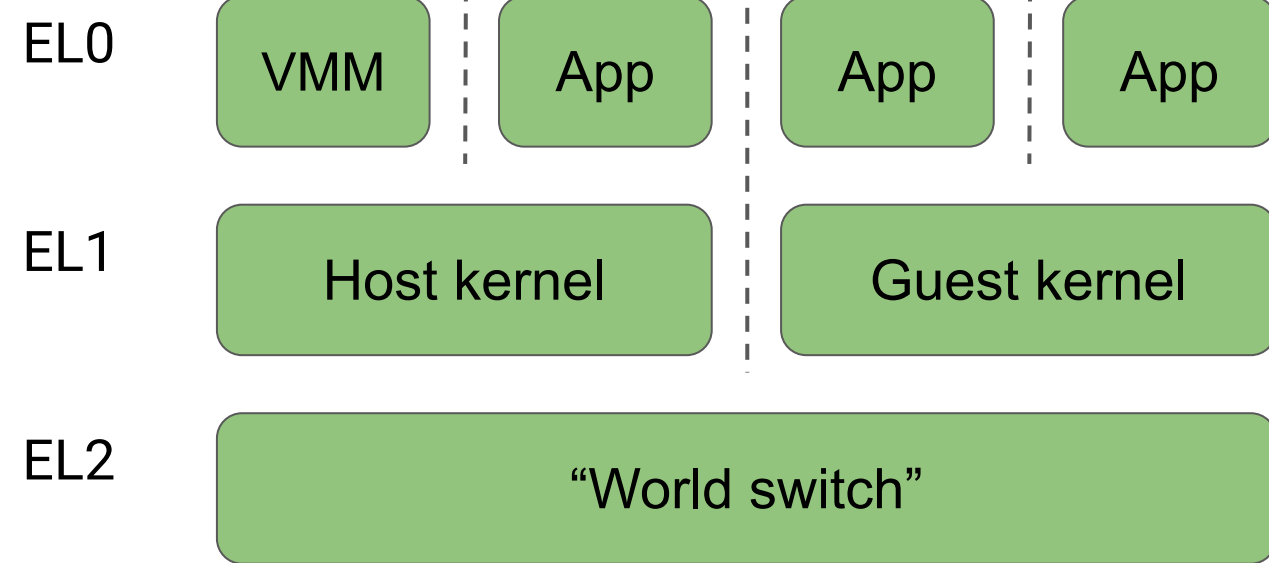 EL0
VMM
App
App
App
EL1
Host kernel
Guest kernel
EL2
“World switch”